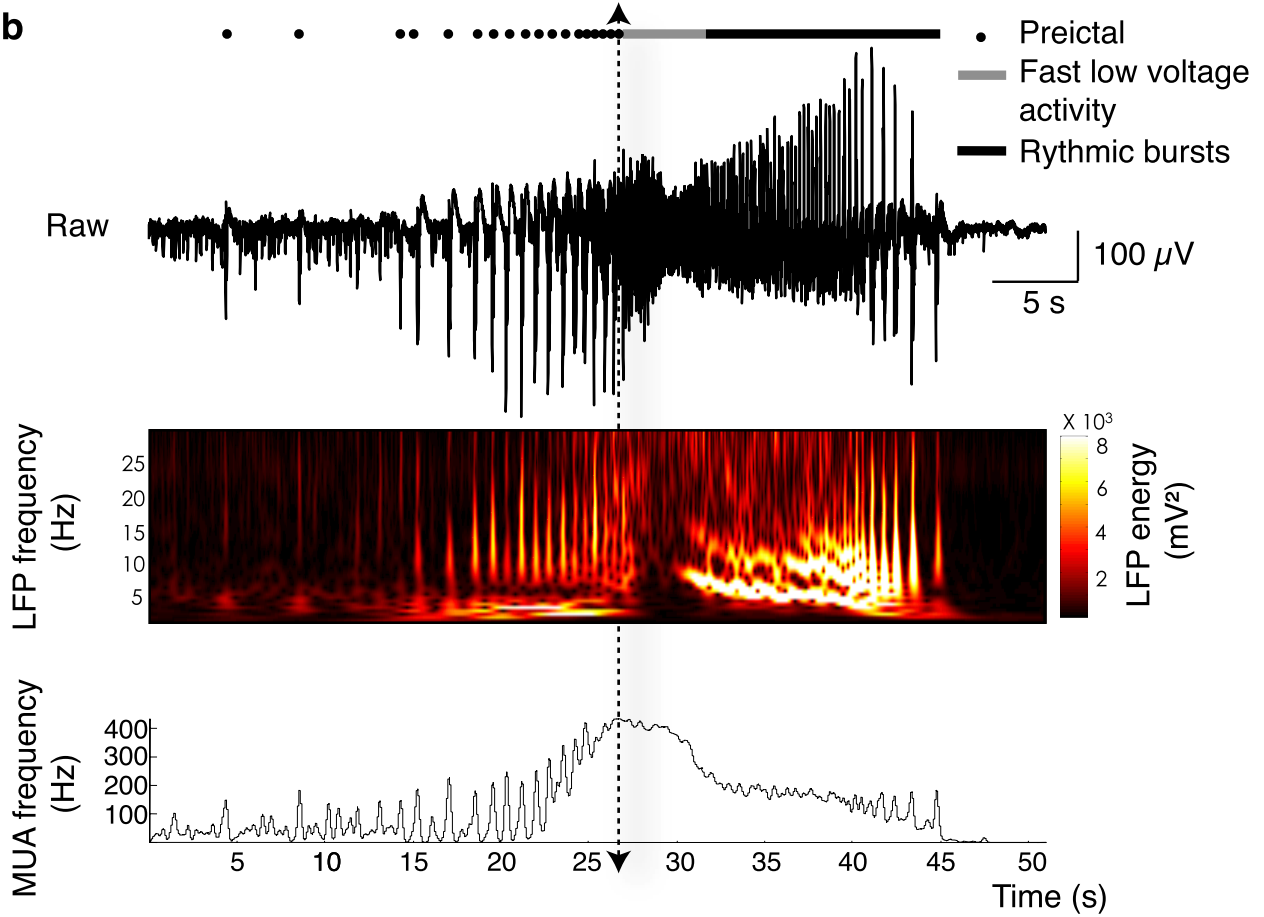 b
Preictal
Fast low voltage
activity
Rythmic bursts
Raw
100 µV
5 s
LFP frequency
(Hz)
25
20
15
10
5
X 10³
8
6
4
2
LFP energy
(mV²)
MUA frequency
(Hz)
400
300
200
100
5 10 15 20 25 30 35 40 45 50
Time (s)